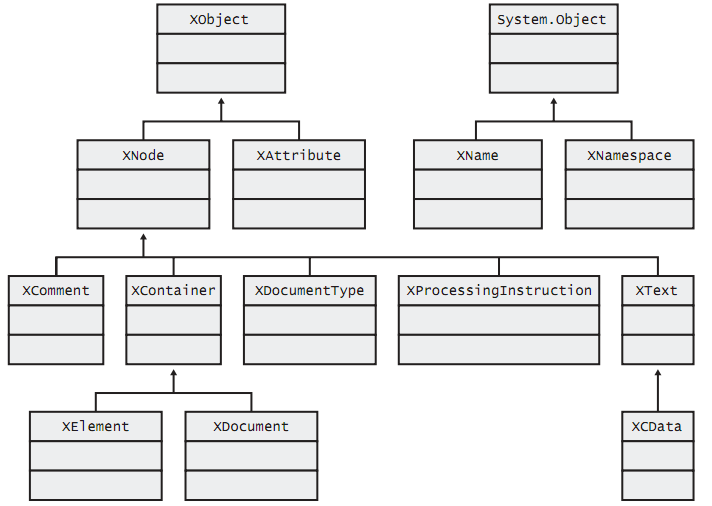 XObject
System.Object
XNode
XAttribute
XName
XNamespace
XComment
XContainer
XDocumentType
XProcessingInstruction
XText
XElement
XDocument
XCData